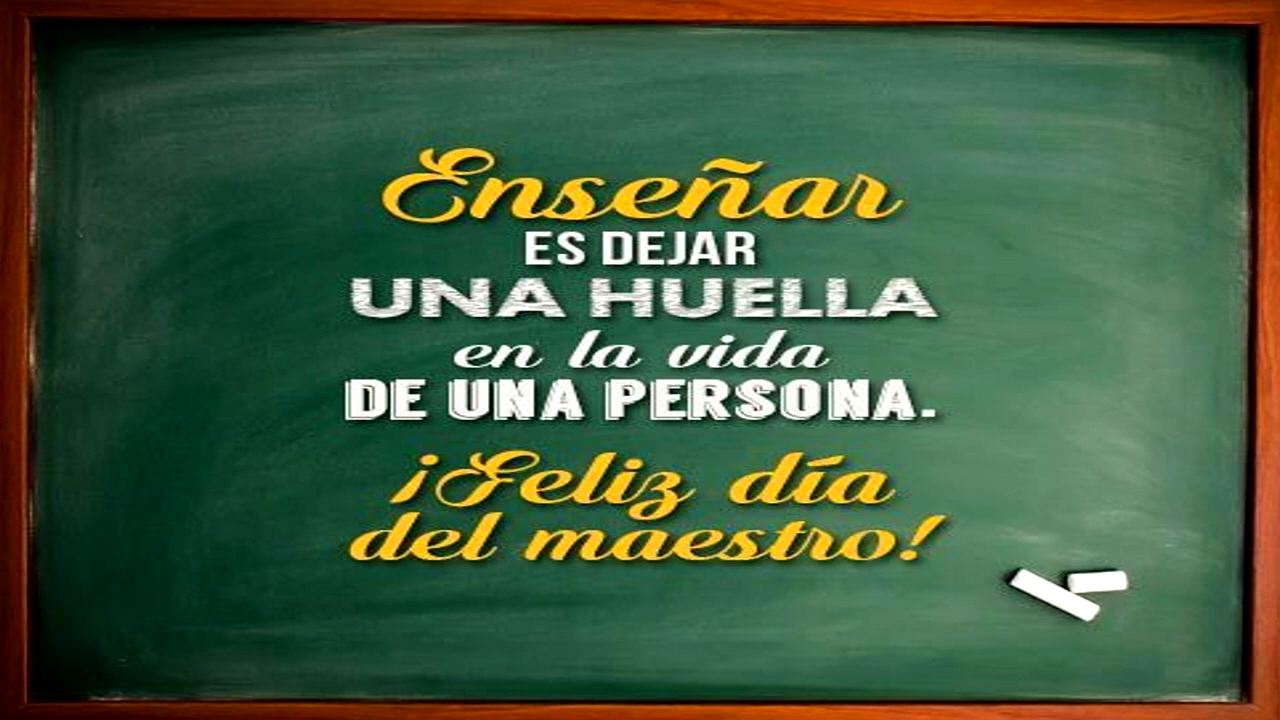 Enseñar
ES DEJAR
UNA HUELLA
en la vida
DE UNA PERSONA.
¡Feliz día
del maestro!